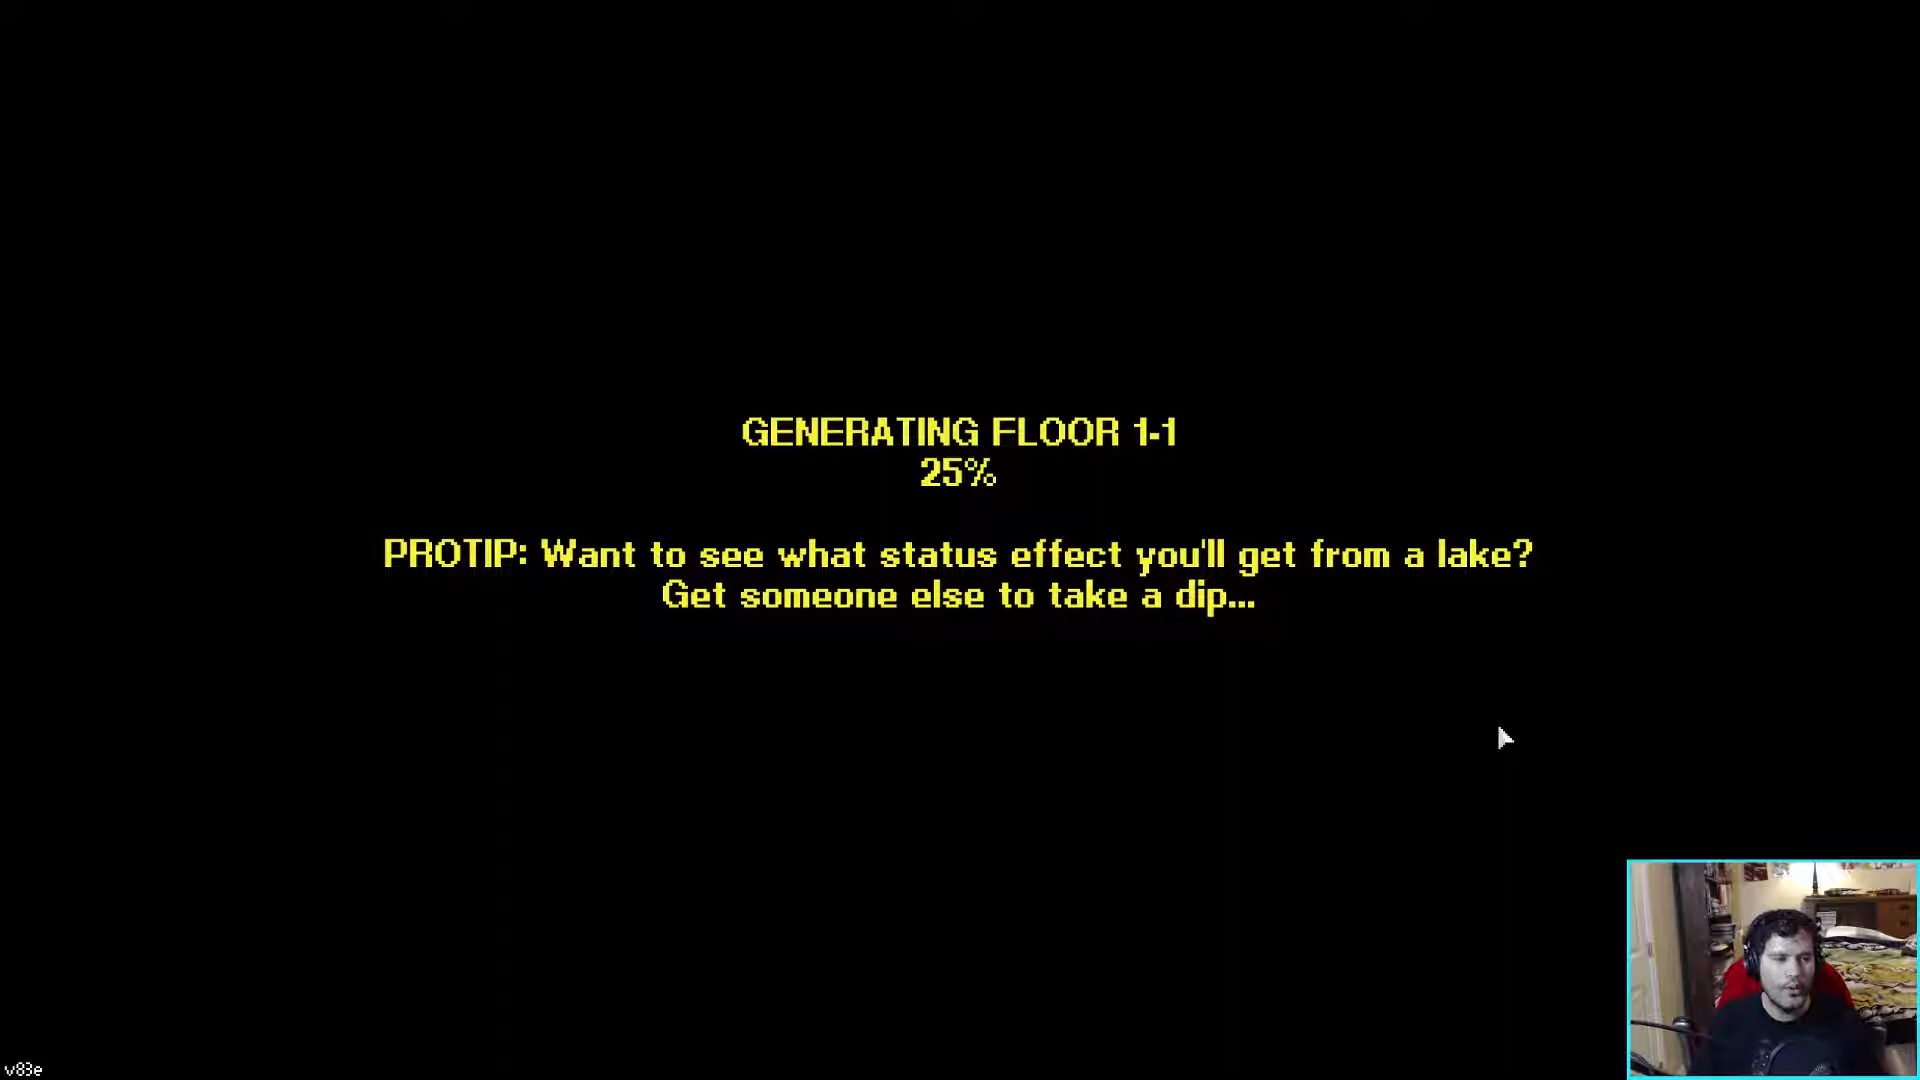 GENERATING FLOOR 1-1
25%
PROTIP: Want to see what status effect you'll get from a lake?
Get someone else to take a dip...
v83e